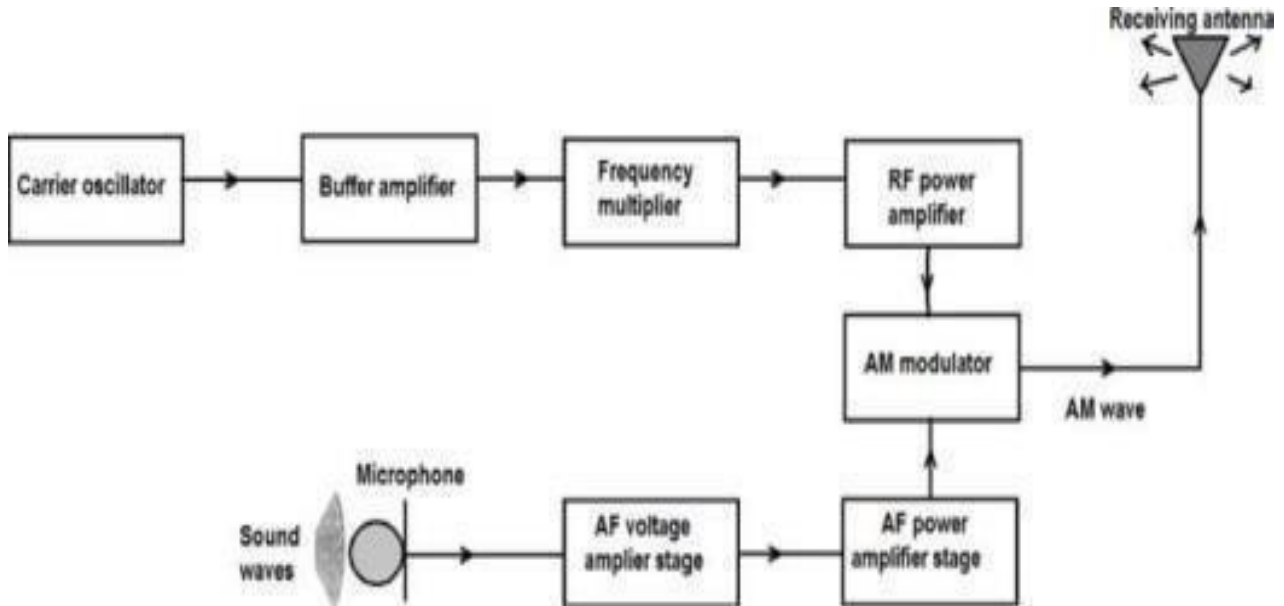 Receiving antenna
Carrier oscillator
Buffer amplifier
Frequency
multiplier
RF power
amplifier
AM modulator
AM wave
Microphone
Sound
waves
AF voltage
amplier stage
AF power
amplifier stage